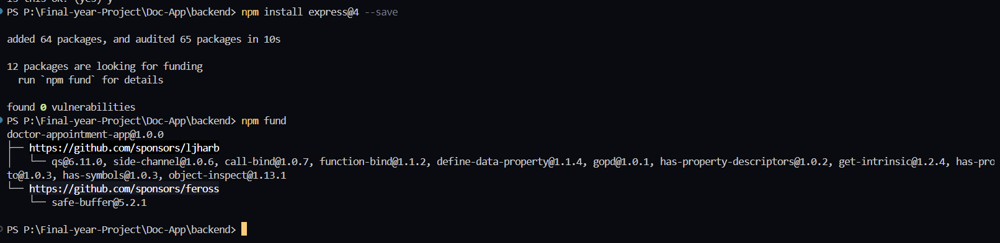 is this ok? (yes) y
PS P:\Final-year-Project\Doc-App\backend> npm install express@4 --save
added 64 packages, and audited 65 packages in 10s
12 packages are looking for funding
  run `npm fund` for details
found 0 vulnerabilities
PS P:\Final-year-Project\Doc-App\backend> npm fund
doctor-appointment-app@1.0.0
├── https://github.com/sponsors/ljharb
│   └── qs@6.11.0, side-channel@1.0.6, call-bind@1.0.7, function-bind@1.1.2, define-data-property@1.1.4, gopd@1.0.1, has-property-descriptors@1.0.2, get-intrinsic@1.2.4, has-pro
to@1.0.3, has-symbols@1.0.3, object-inspect@1.13.1
└── https://github.com/sponsors/feross
    └── safe-buffer@5.2.1
PS P:\Final-year-Project\Doc-App\backend>